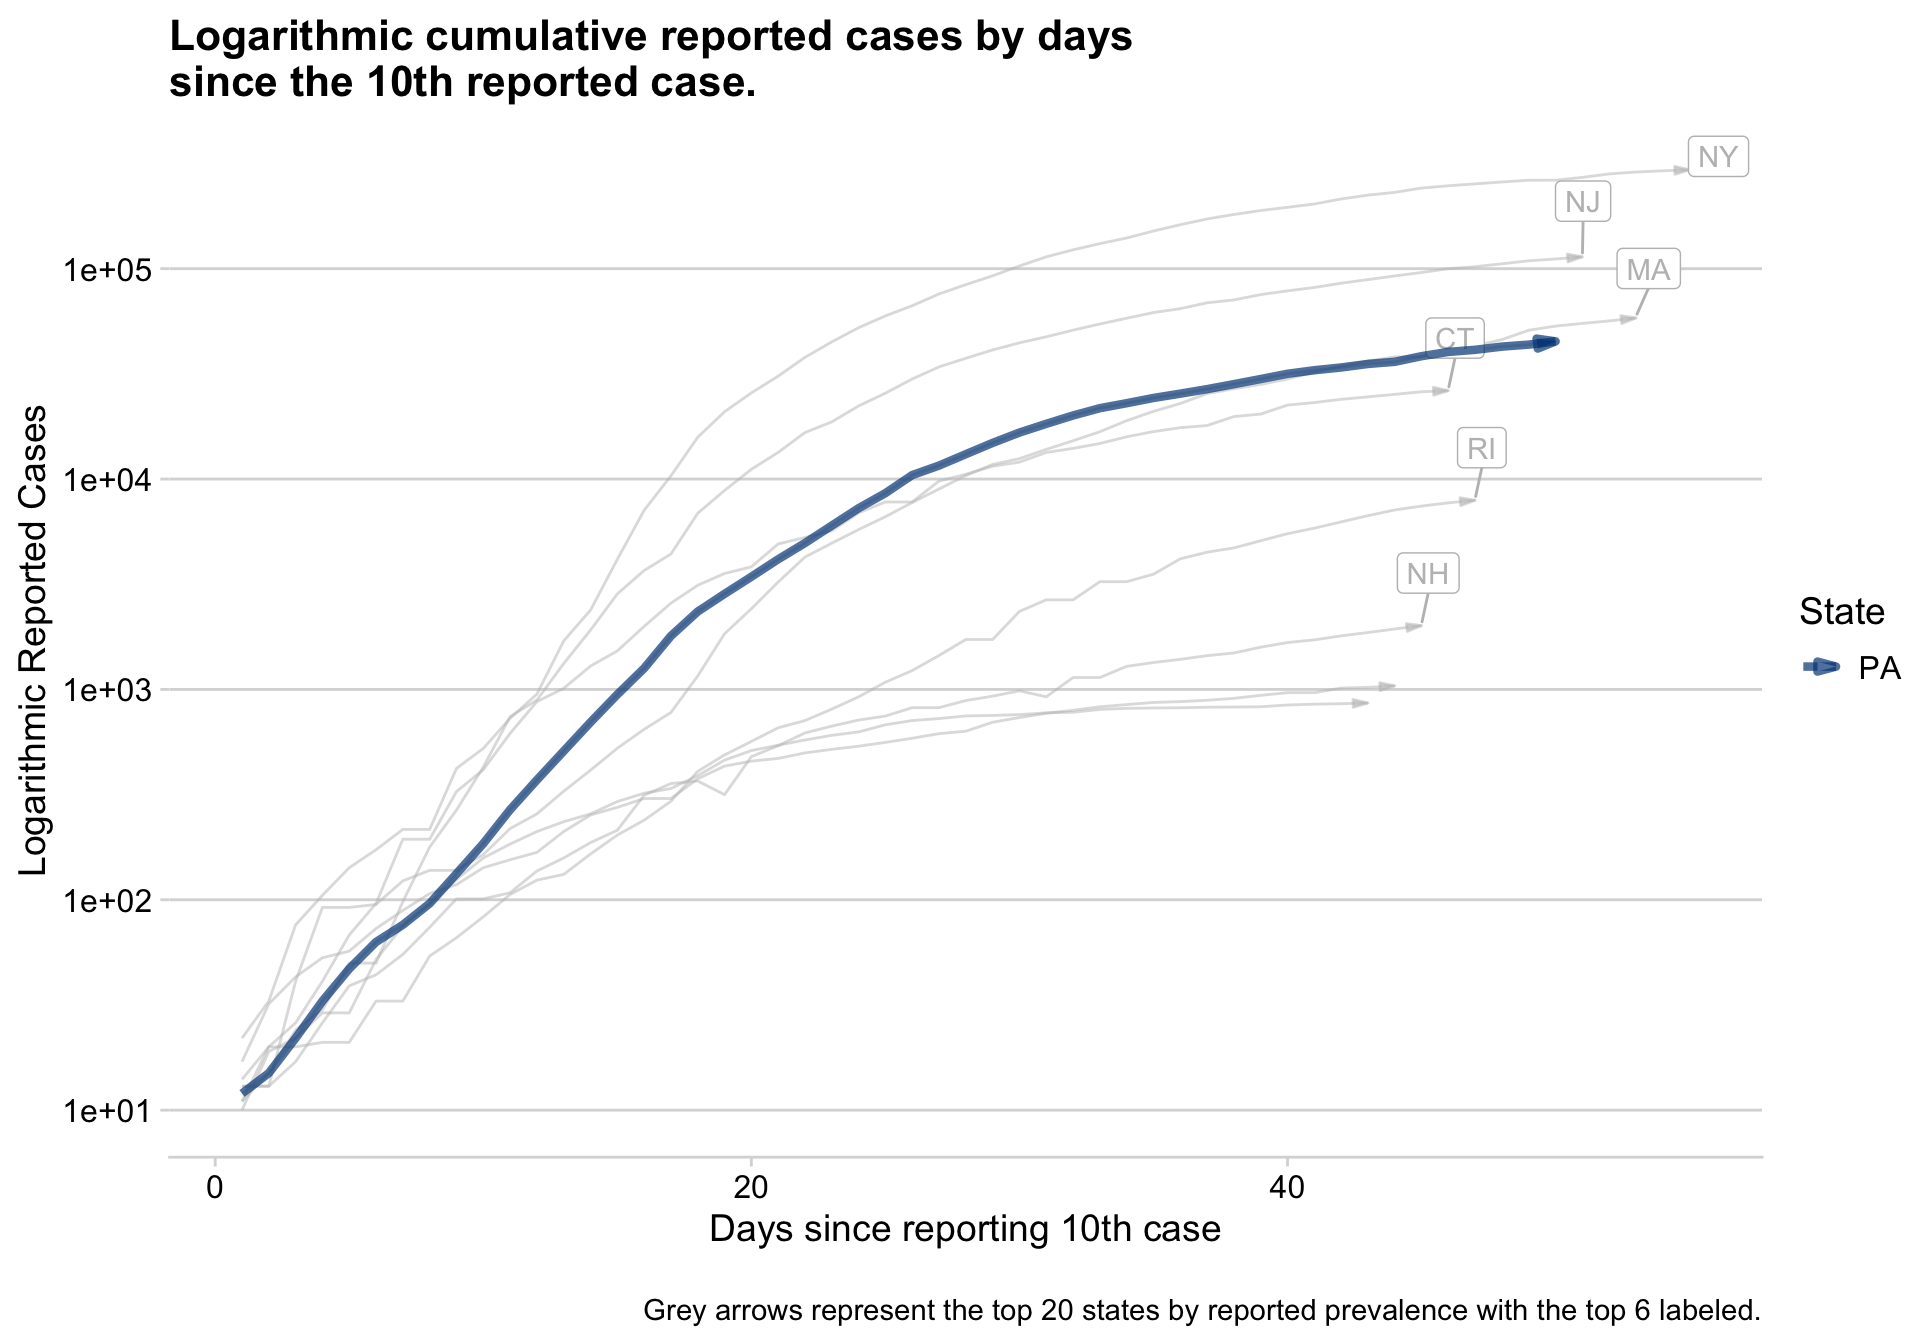 Logarithmic cumulative reported cases by days
since the 10th reported case.
NY
NJ
1e+05
MA
CT
RI
1e+04
NH
State
PA
1e+03
1e+02
1e+01
Logarithmic Reported Cases
0 20 40
Days since reporting 10th case
Grey arrows represent the top 20 states by reported prevalence with the top 6 labeled.